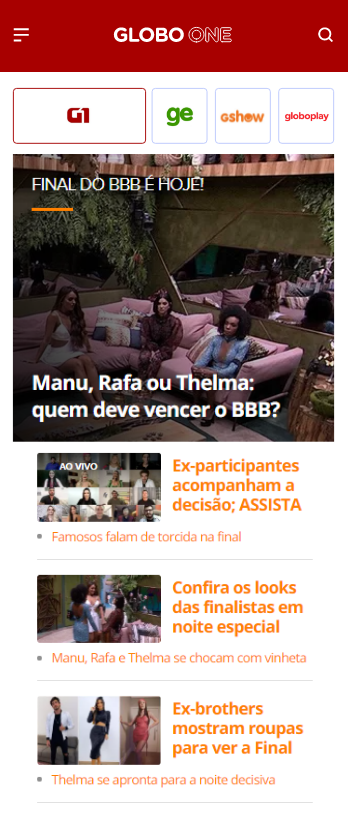 GLOBO ONE
G1
ge
gshow
globoplay
FINAL DO BBB É HOJE!
Manu, Rafa ou Thelma:
quem deve vencer o BBB?
AO VIVO
Ex-participantes
acompanham a
decisão; ASSISTA
Famosos falam de torcida na final
Confira os looks
das finalistas em
noite especial
Manu, Rafa e Thelma se chocam com vinheta
Ex-brothers
mostram roupas
para ver a Final
Thelma se apronta para a noite decisiva